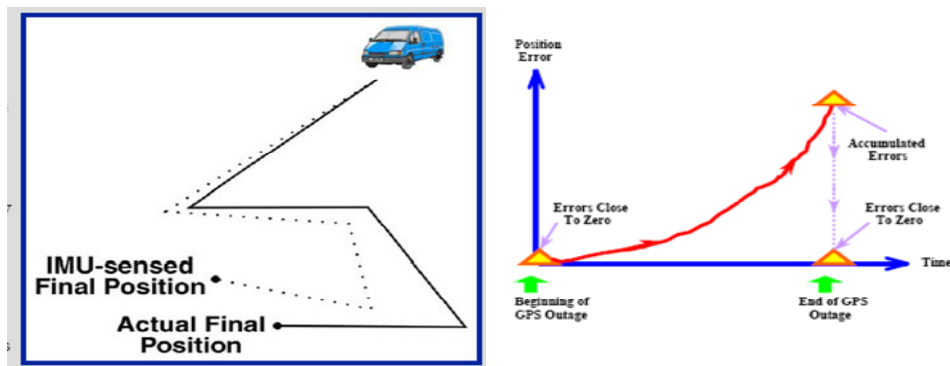 IMU-sensed
Final Position
Actual Final
Position
Position
Error
Accumulated
Errors
Errors Close
To Zero
Errors Close
To Zero
Time
Beginning of
GPS Outage
End of GPS
Outage